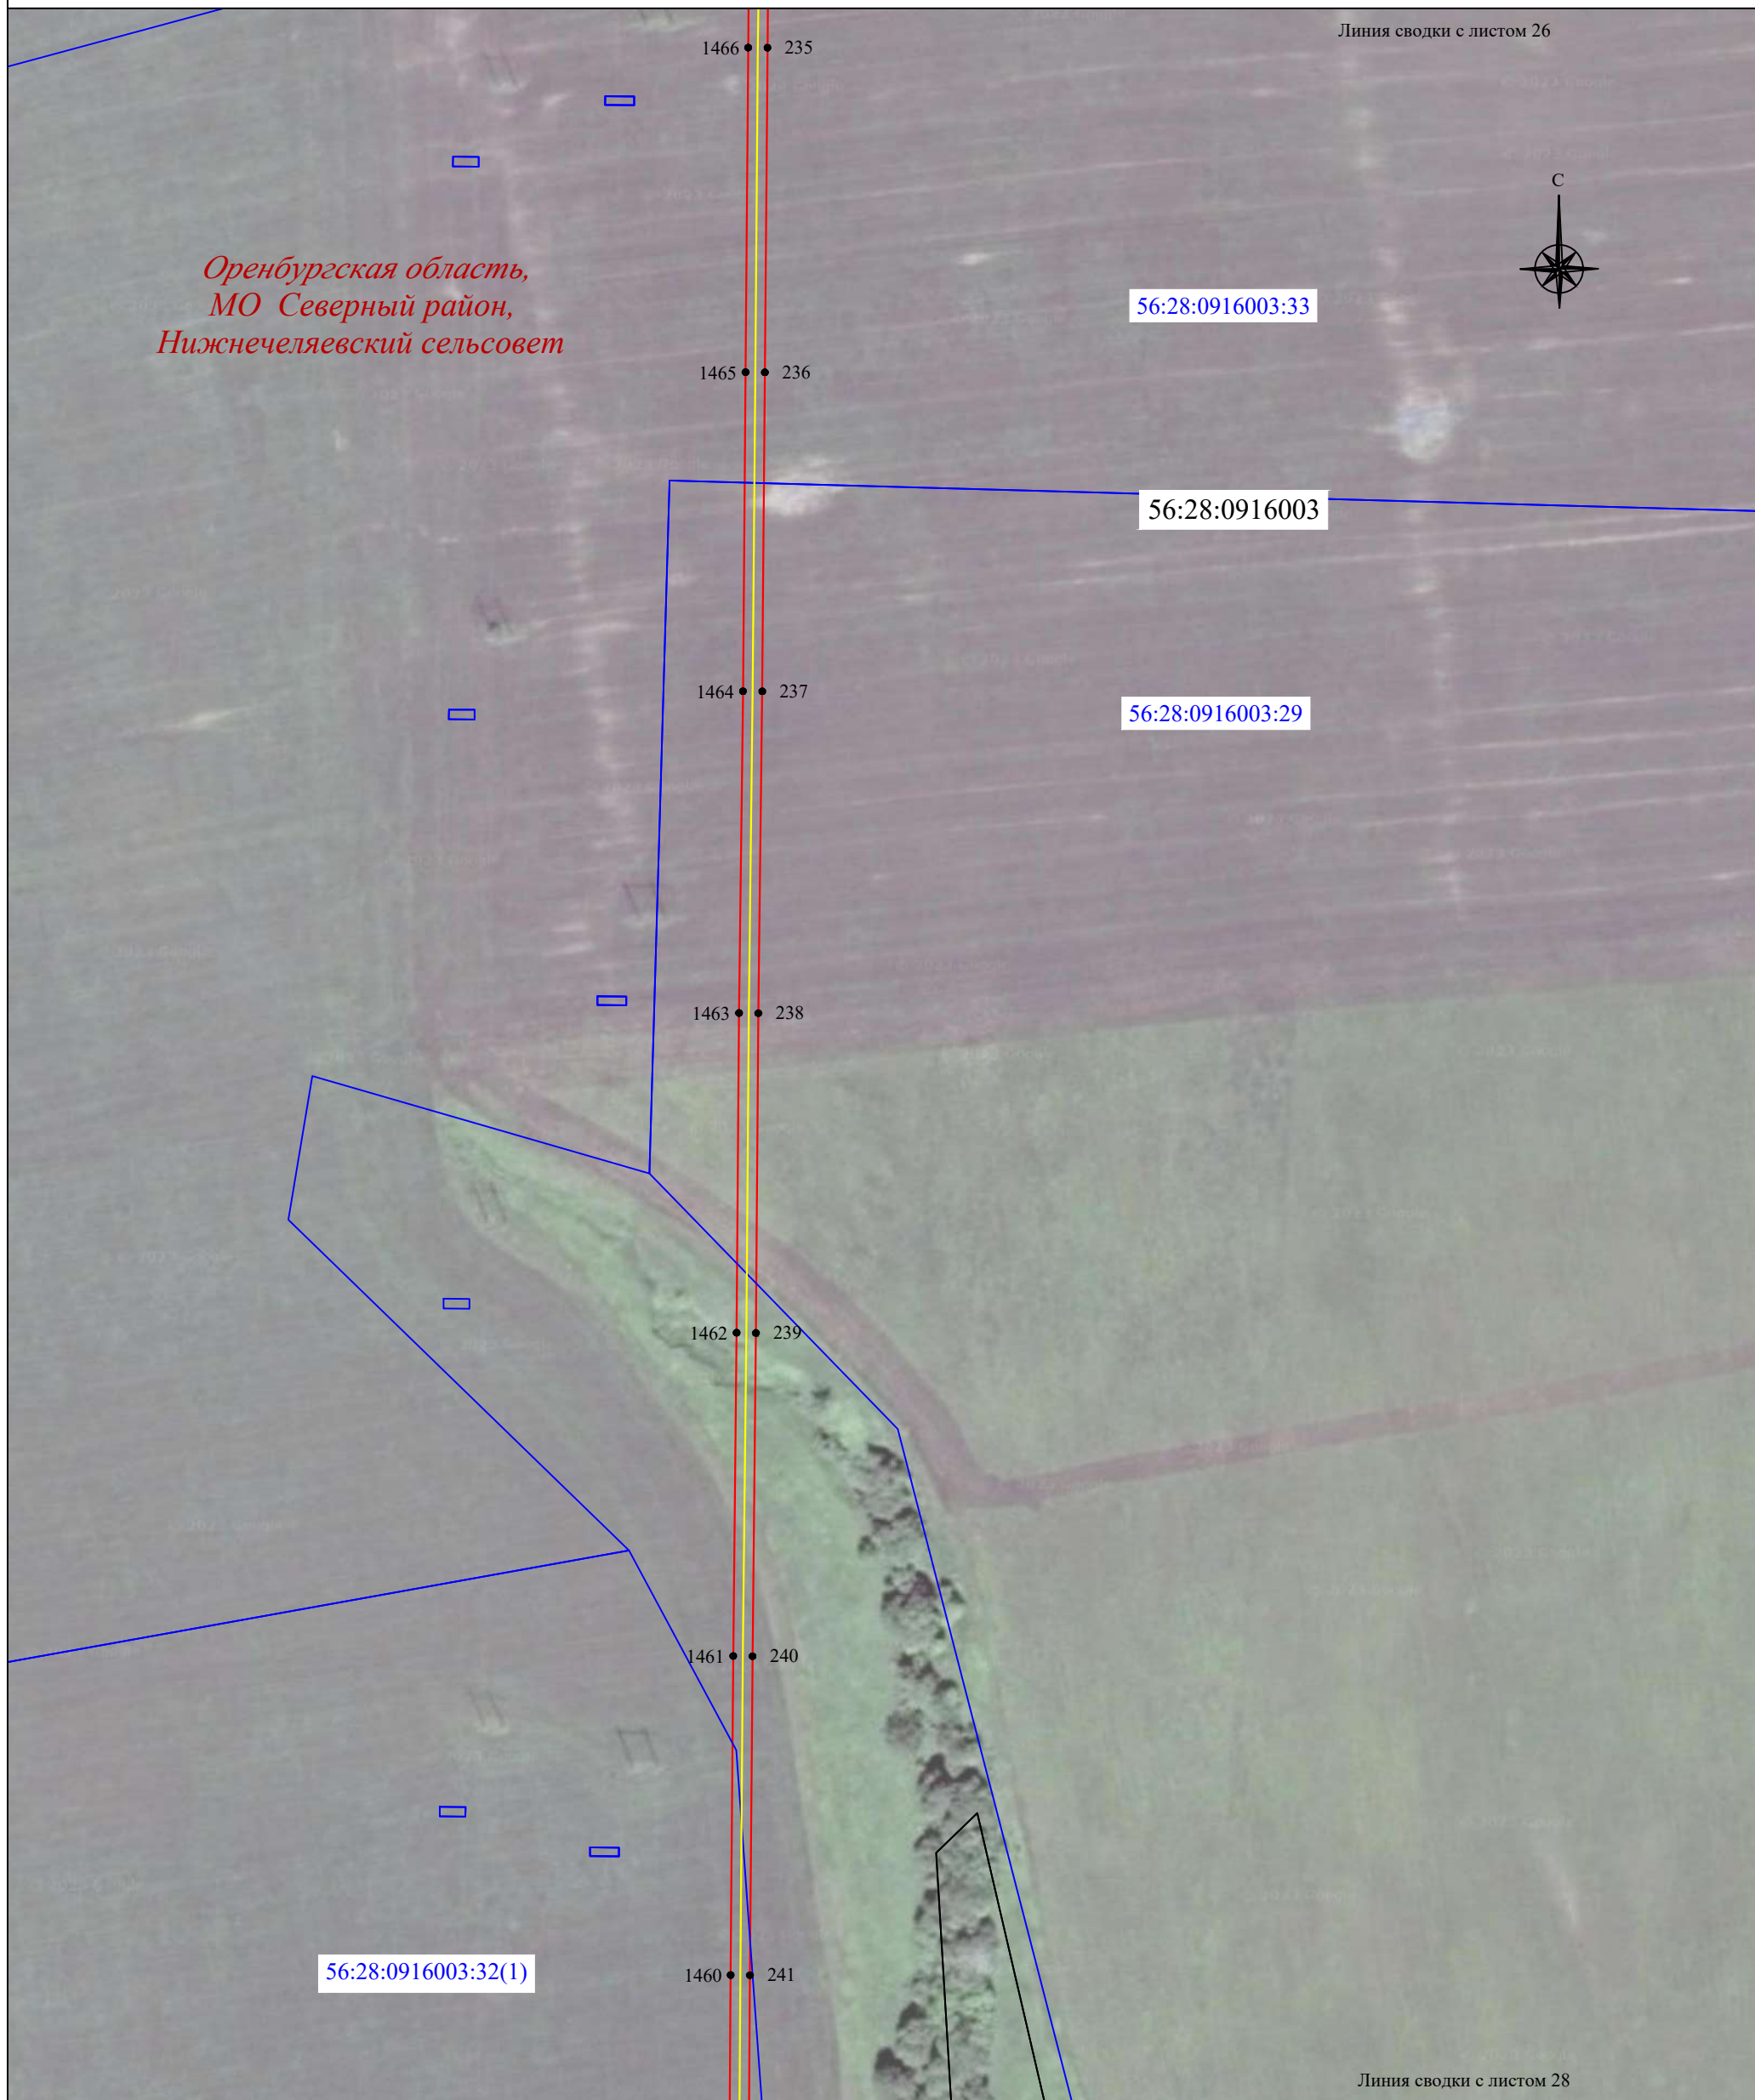 Линия сводки с листом 26
1466 235
С
Оренбургская область,
МО Северный район,
Нижнечеляевский сельсовет
56:28:0916003:33
1465 236
56:28:0916003
1464 237
56:28:0916003:29
1463 238
1462 239
1461 240
56:28:0916003:32(1)
1460 241
Линия сводки с листом 28